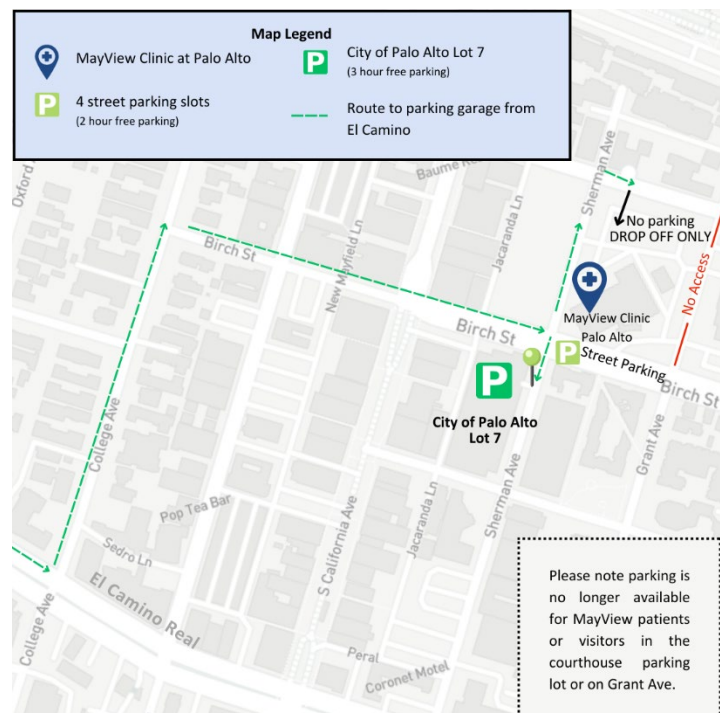 Map Legend
MayView Clinic at Palo Alto
P
City of Palo Alto Lot 7
(3 hour free parking)
P
4 street parking slots
(2 hour free parking)
Route to parking garage from
El Camino
Sherman Ave
No parking
DROP OFF ONLY
Birch St
New Mayfield Ln
Jacaranda Ln
No Access
MayView Clinic
Palo Alto
Birch St
P
Street Parking
P
Birch St
City of Palo Alto
Lot 7
College Ave
Grant Ave
Pop Tea Bar
S California Ave
Jacaranda Ln
Sherman Ave
Sedro Ln
El Camino Real
College Ave
Peral
Coronet Motel
Please note parking is
no longer available
for MayView patients
or visitors in the
courthouse parking
lot or on Grant Ave.